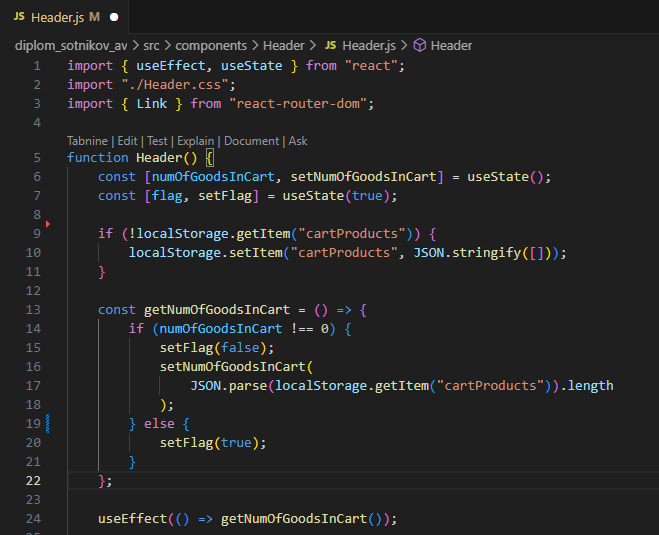 JS Header.js M
diplom_sotnikov_av > src > components > Header > JS Header.js > Header
1 import { useEffect, useState } from "react";
2 import "./Header.css";
3 import { Link } from "react-router-dom";
4
Tabnine | Edit | Test | Explain | Document | Ask
5 function Header() {
6 const [numOfGoodsInCart, setNumOfGoodsInCart] = useState();
7 const [flag, setFlag] = useState(true);
8
9 if (!localStorage.getItem("cartProducts")) {
10 localStorage.setItem("cartProducts", JSON.stringify([]));
11 }
12
13 const getNumOfGoodsInCart = () => {
14 if (numOfGoodsInCart !== 0) {
15 setFlag(false);
16 setNumOfGoodsInCart(
17 JSON.parse(localStorage.getItem("cartProducts")).length
18 );
19 } else {
20 setFlag(true);
21 }
22 };
23
24 useEffect(() => getNumOfGoodsInCart());